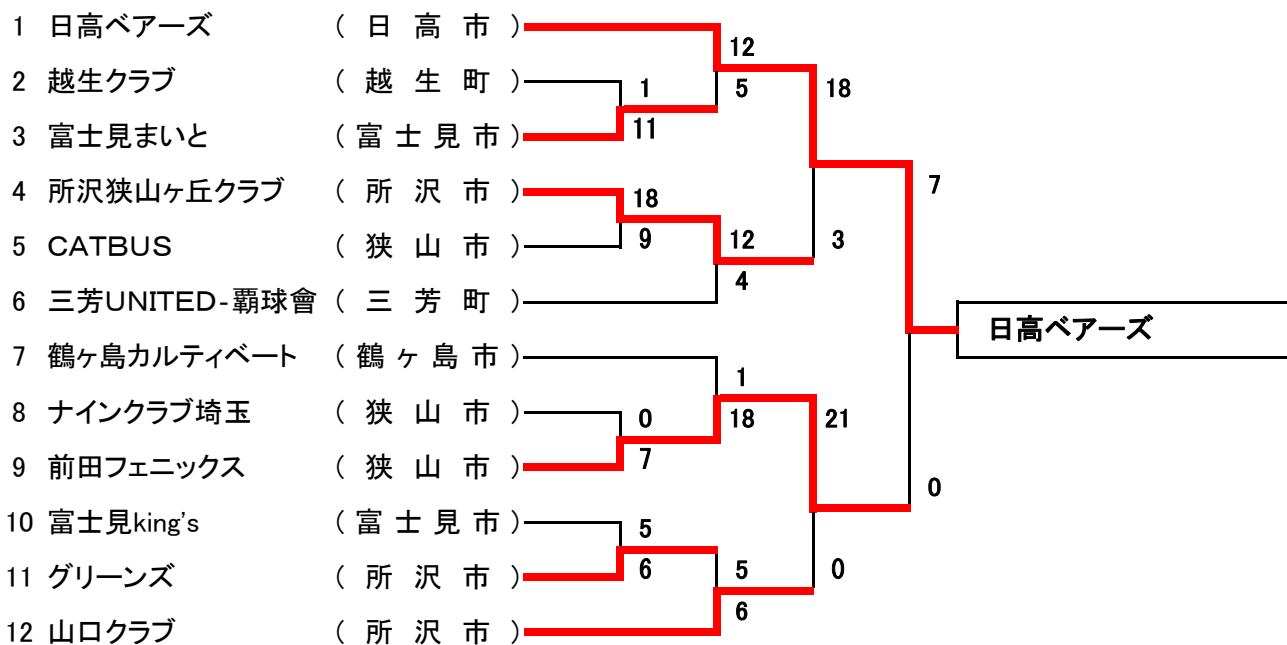 1 日高ベアーズ (日高市)
2 越生クラブ (越生町)
3 富士見まいと (富士見市)
4 所沢狭山ヶ丘クラブ (所沢市)
5 CATBUS (狭山市)
6 三芳UNITED-覇球會 (三芳町)
7 鶴ヶ島カルティベート (鶴ヶ島市)
8 ナインクラブ埼玉 (狭山市)
9 前田フェニックス (狭山市)
10 富士見king's (富士見市)
11 グリーンズ (所沢市)
12 山口クラブ (所沢市)
1
11
18
9
0
7
5
6
12
5
12
4
1
18
5
6
18
3
21
0
7
0
日高ベアーズ